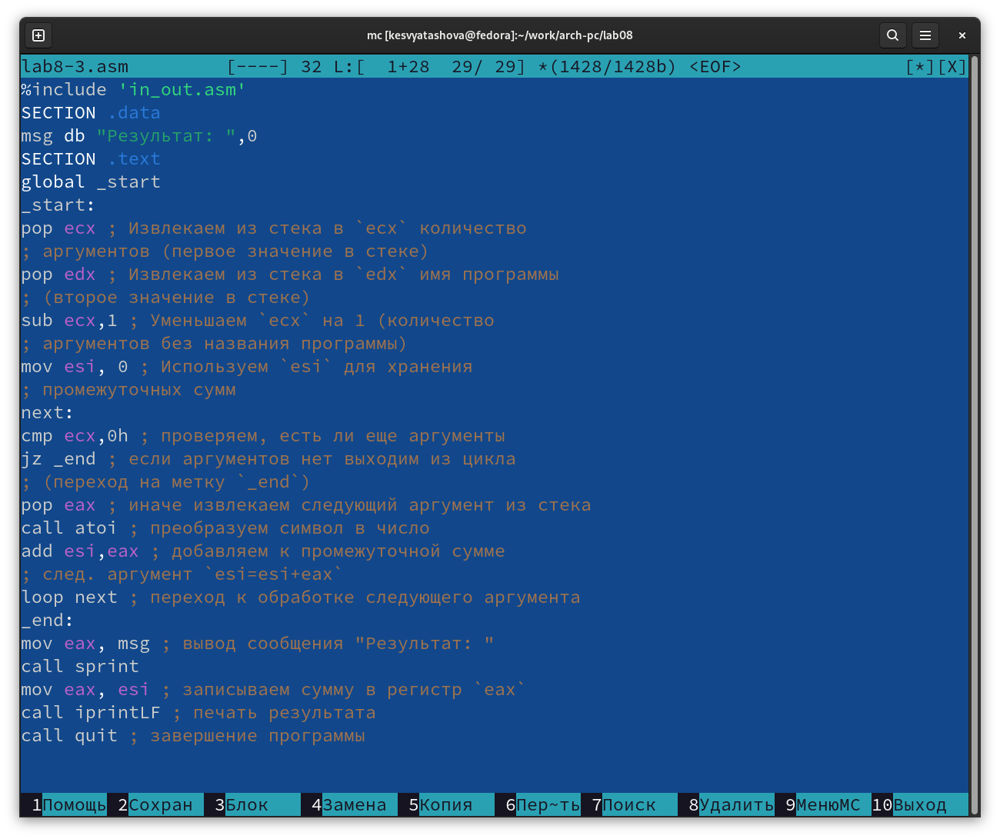 mc [kesvyatashova@fedora]:~/work/arch-pc/lab08
lab8-3.asm [----] 32 L:[ 1+28 29/ 29] *(1428/1428b) <EOF> [*][X]
%include 'in_out.asm'
SECTION .data
msg db "Результат: ",0
SECTION .text
global _start
_start:
pop ecx ; Извлекаем из стека в `ecx` количество
; аргументов (первое значение в стеке)
pop edx ; Извлекаем из стека в `edx` имя программы
; (второе значение в стеке)
sub ecx,1 ; Уменьшаем `ecx` на 1 (количество
; аргументов без названия программы)
mov esi, 0 ; Используем `esi` для хранения
; промежуточных сумм
next:
cmp ecx,0h ; проверяем, есть ли еще аргументы
jz _end ; если аргументов нет выходим из цикла
; (переход на метку `_end`)
pop eax ; иначе извлекаем следующий аргумент из стека
call atoi ; преобразуем символ в число
add esi,eax ; добавляем к промежуточной сумме
; след. аргумент `esi=esi+eax`
loop next ; переход к обработке следующего аргумента
_end:
mov eax, msg ; вывод сообщения "Результат: "
call sprint
mov eax, esi ; записываем сумму в регистр `eax`
call iprintLF ; печать результата
call quit ; завершение программы
1Помощь 2Сохран 3Блок 4Замена 5Копия 6Пер~ть 7Поиск 8Удалить 9МенюMC 10Выход